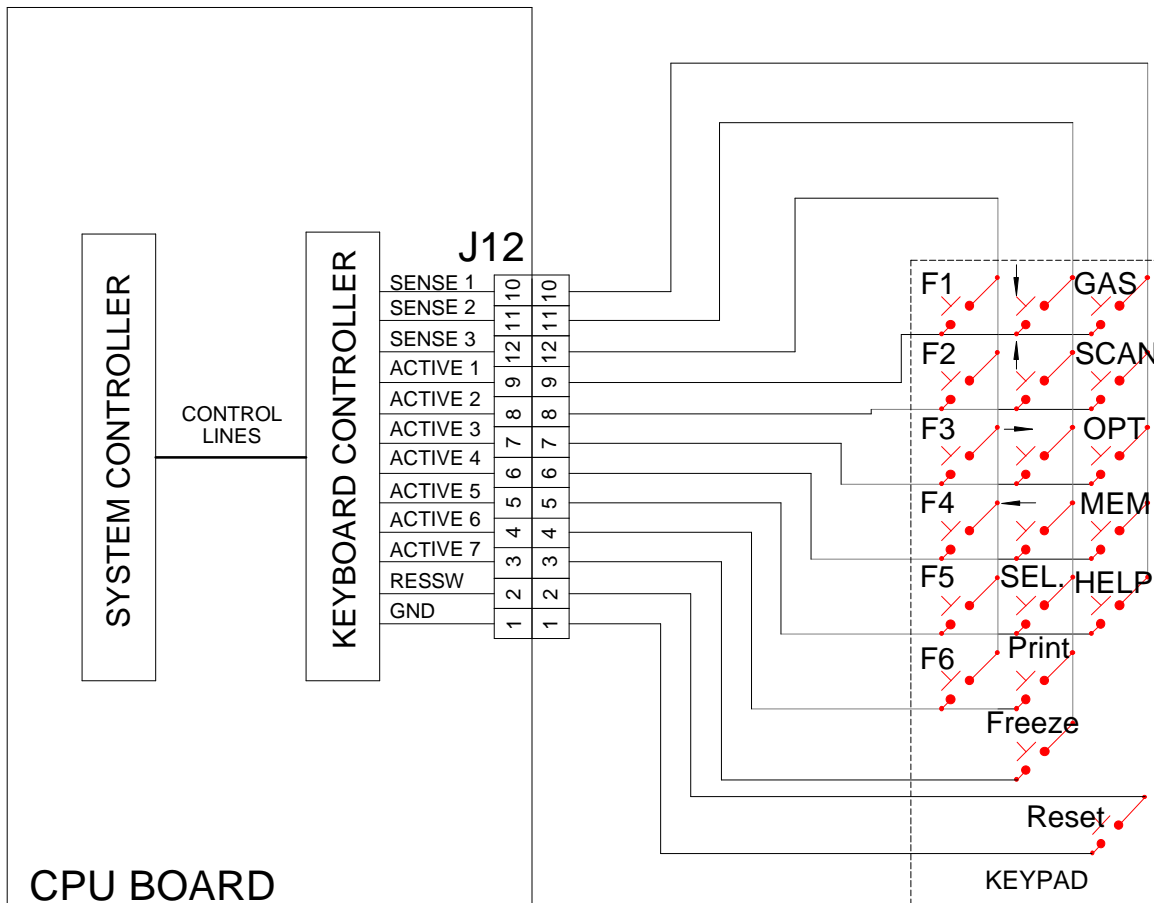 J12
SYSTEM CONTROLLER
CONTROL
LINES
KEYBOARD CONTROLLER
SENSE 1
SENSE 2
SENSE 3
ACTIVE 1
ACTIVE 2
ACTIVE 3
ACTIVE 4
ACTIVE 5
ACTIVE 6
ACTIVE 7
RESSW
GND
10 10
11 11
12 12
9 9
8 8
7 7
6 6
5 5
4 4
3 3
2 2
1 1
F1 GAS
F2 SCAN
F3 OPT
F4 MEM
F5 SEL. HELP
F6 Print
Freeze
Reset
KEYPAD
CPU BOARD